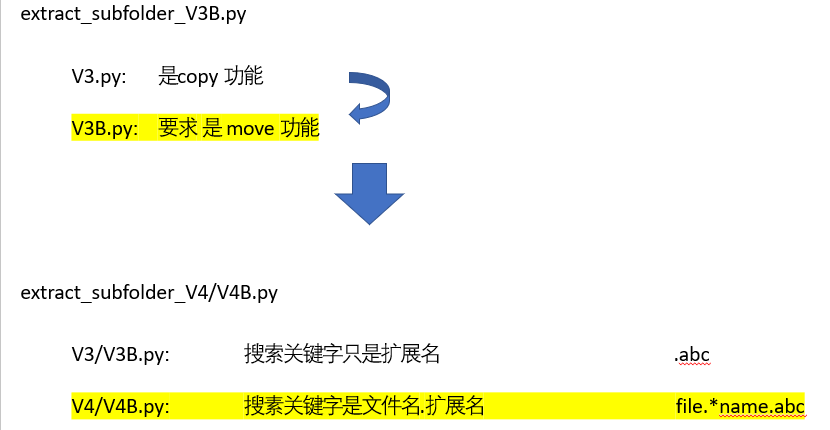 extract_subfolder_V3B.py
V3.py: 是copy 功能
V3B.py: 要求 是 move 功能
extract_subfolder_V4/V4B.py
V3/V3B.py: 搜索关键字只是扩展名 .abc
V4/V4B.py: 搜素关键字是文件名.扩展名 file.*name.abc